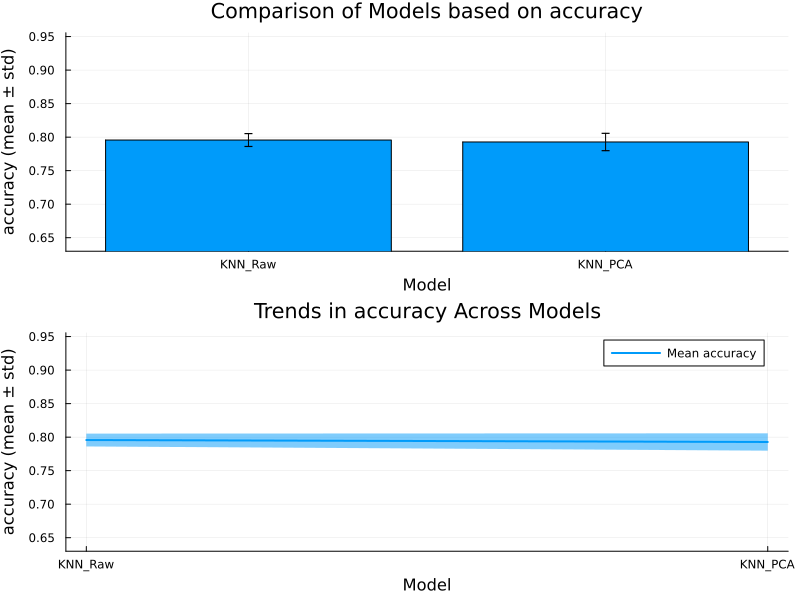 Comparison of Models based on accuracy
accuracy (mean ± std)
0.95
0.90
0.85
0.80
0.75
0.70
0.65
KNN_Raw
KNN_PCA
Model
Trends in accuracy Across Models
accuracy (mean ± std)
0.95
0.90
0.85
0.80
0.75
0.70
0.65
Mean accuracy
KNN_Raw
KNN_PCA
Model